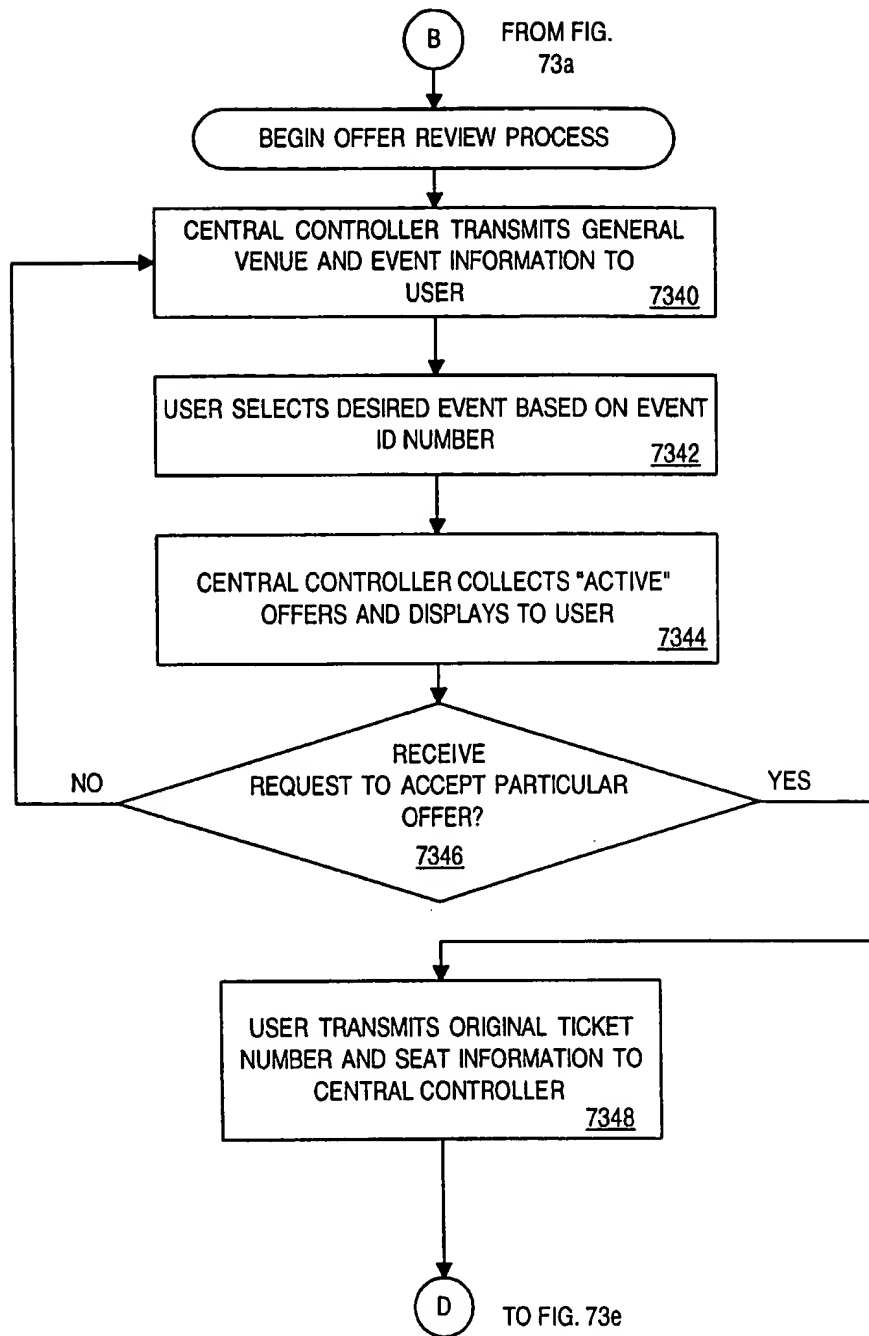 B
FROM FIG.
73a
BEGIN OFFER REVIEW PROCESS
CENTRAL CONTROLLER TRANSMITS GENERAL
VENUE AND EVENT INFORMATION TO
USER
7340
USER SELECTS DESIRED EVENT BASED ON EVENT
ID NUMBER
7342
CENTRAL CONTROLLER COLLECTS "ACTIVE"
OFFERS AND DISPLAYS TO USER
7344
RECEIVE
NO
REQUEST TO ACCEPT PARTICULAR
YES
OFFER?
7346
USER TRANSMITS ORIGINAL TICKET
NUMBER AND SEAT INFORMATION TO
CENTRAL CONTROLLER
7348
D
TO FIG. 73e